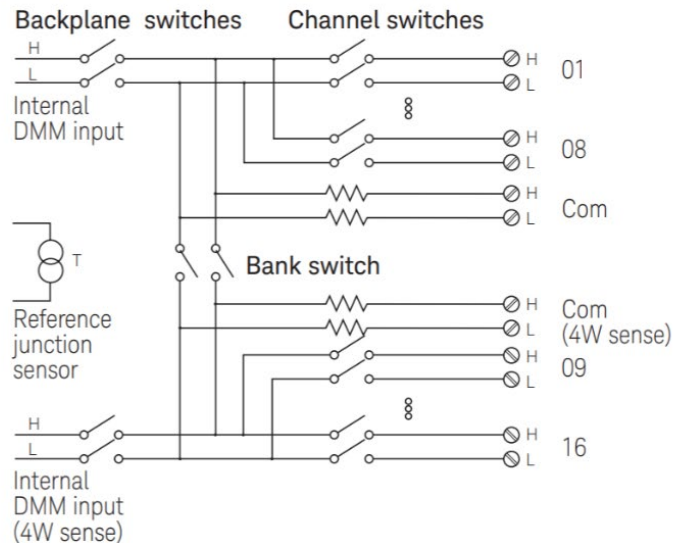 Backplane switches
Channel switches
H
L
Internal
DMM input
H
L
01
H
L
08
H
L
Com
T
Reference
junction
sensor
Bank switch
H
L
Com
(4W sense)
H
L
09
H
L
Internal
DMM input
(4W sense)
H
L
16